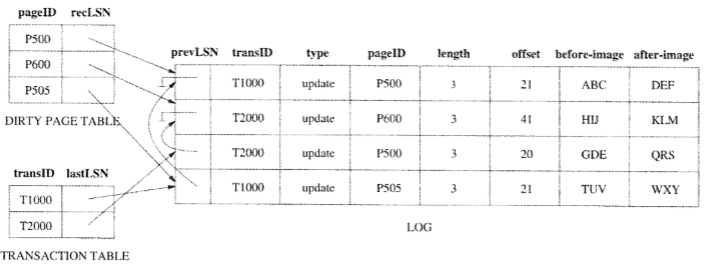 pageID recLSN
P500
P600
P505
DIRTY PAGE TABLE
transID lastLSN
T1000
T2000
TRANSACTION TABLE
prevLSN transID type pageID length offset before-image after-image
T1000 update P500 3 21 ABC DEF
T2000 update P600 3 41 HIJ KLM
T2000 update P500 3 20 GDE QRS
T1000 update P505 3 21 TUV WXY
LOG